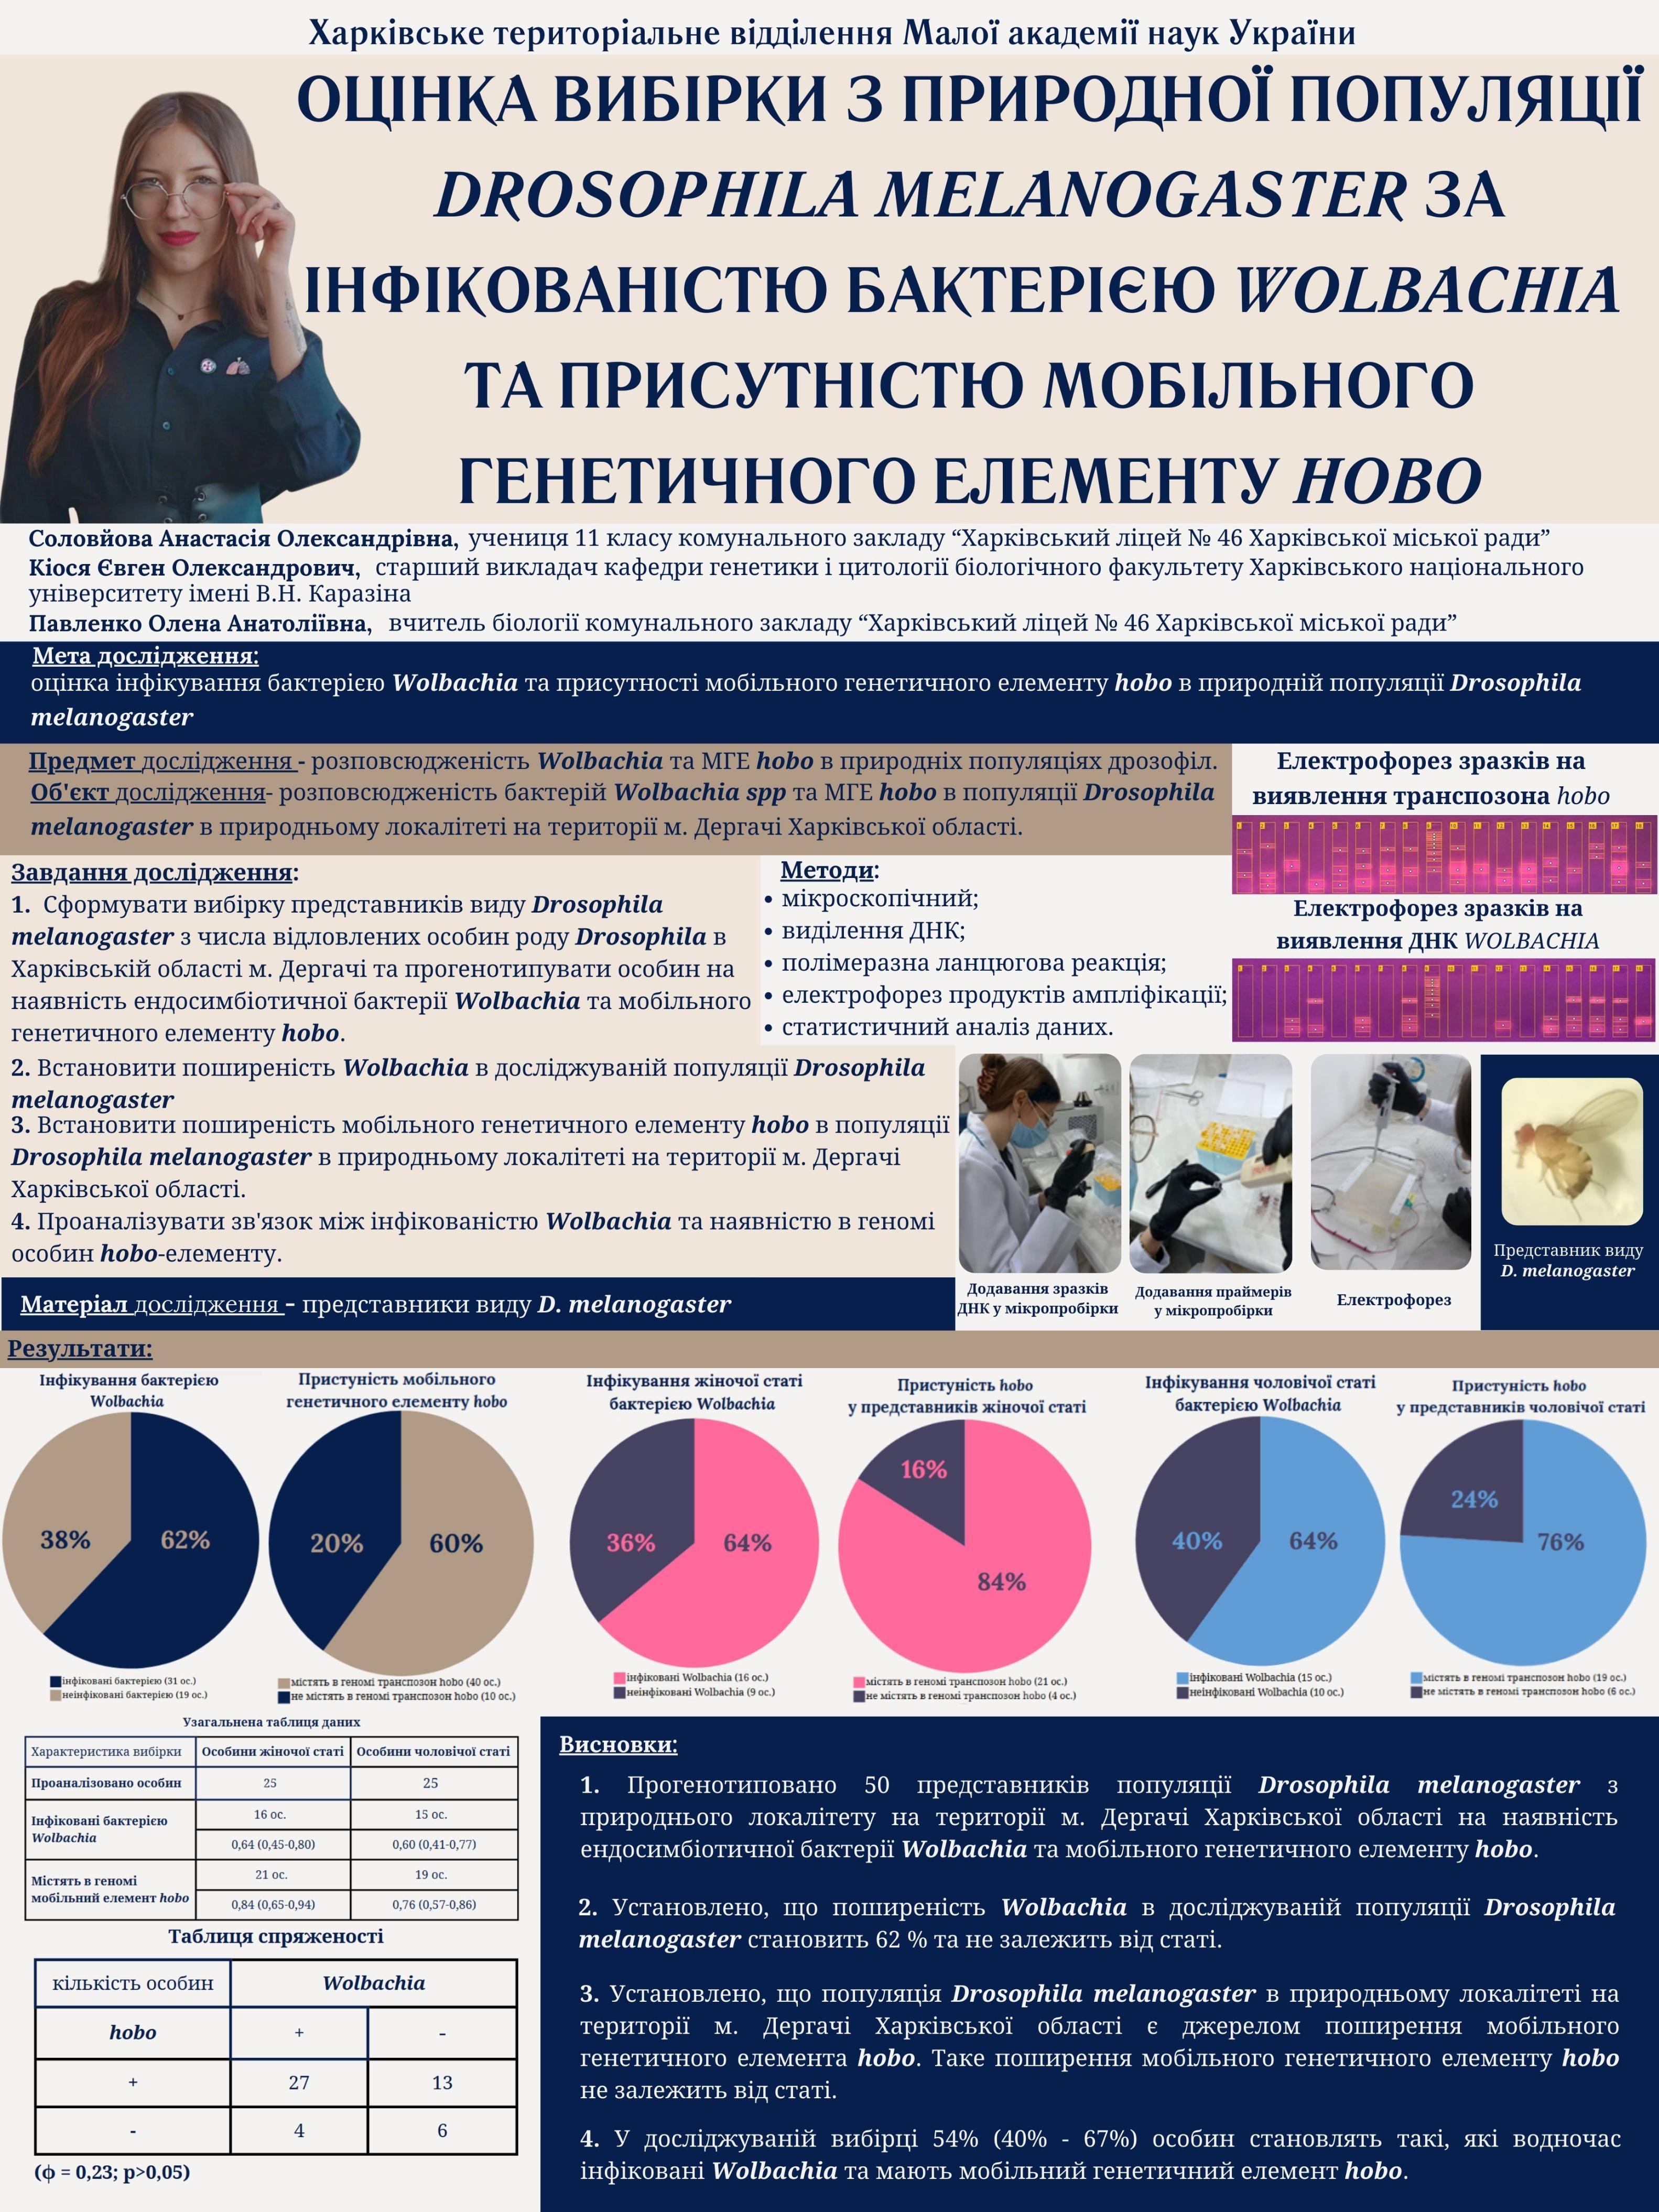 Харківське територіальне відділення Малої академії наук України
ОЦІНКА ВИБІРКИ З ПРИРОДНОЇ ПОПУЛЯЦІЇ
DROSOPHILA MELANOGASTER ЗА
ІНФІКОВАНІСТЮ БАКТЕРІЄЮ WOLBACHIA
ТА ПРИСУТНІСТЮ МОБІЛЬНОГО
ГЕНЕТИЧНОГО ЕЛЕМЕНТУ HOBO
Соловйова Анастасія Олександрівна, учениця 11 класу комунального закладу “Харківський ліцей № 46 Харківської міської ради”
Кіося Євген Олександрович, старший викладач кафедри генетики і цитології біологічного факультету Харківського національного
університету імені В.Н. Каразіна
Павленко Олена Анатоліївна, вчитель біології комунального закладу “Харківський ліцей № 46 Харківської міської ради”
Мета дослідження:
оцінка інфікування бактерією Wolbachia та присутності мобільного генетичного елементу hobo в природній популяції Drosophila
melanogaster
Предмет дослідження - розповсюдженість Wolbachia та МГЕ hobo в природніх популяціях дрозофіл.
Об'єкт дослідження- розповсюдженість бактерій Wolbachia spp та МГЕ hobo в популяції Drosophila
melanogaster в природньому локалітеті на території м. Дергачі Харківської області.
Електрофорез зразків на
виявлення транспозона hobo
Електрофорез зразків на
виявлення ДНК WOLBACHIA
Завдання дослідження:
1. Сформувати вибірку представників виду Drosophila
melanogaster з числа відловлених особин роду Drosophila в
Харківській області м. Дергачі та прогенотипувати особин на
наявність ендосимбіотичної бактерії Wolbachia та мобільного
генетичного елементу hobo.
2. Встановити поширеність Wolbachia в досліджуваній популяції Drosophila
melanogaster
3. Встановити поширеність мобільного генетичного елементу hobo в популяції
Drosophila melanogaster в природньому локалітеті на території м. Дергачі
Харківської області.
4. Проаналізувати зв'язок між інфікованістю Wolbachia та наявністю в геномі
особин hobo-елементу.
Методи:
• мікроскопічний;
• виділення ДНК;
• полімеразна ланцюгова реакція;
• електрофорез продуктів ампліфікації;
• статистичний аналіз даних.
Додавання зразків
ДНК у мікропробірки
Додавання праймерів
у мікропробірки
Електрофорез
Представник виду
D. melanogaster
Матеріал дослідження – представники виду D. melanogaster
Результати:
Інфікування бактерією
Wolbachia
38%
62%
інфіковані бактерією (31 ос.)
неінфіковані бактерією (19 ос.)
Пристуність мобільного
генетичного елементу hobo
20%
60%
містять в геномі транспозон hobo (40 ос.)
не містять в геномі транспозон hobo (10 ос.)
Інфікування жіночої статі
бактерією Wolbachia
36%
64%
інфіковані Wolbachia (16 ос.)
неінфіковані Wolbachia (9 ос.)
Пристуність hobo
у представників жіночої статі
16%
84%
містять в геномі транспозон hobo (21 ос.)
не містять в геномі транспозон hobo (4 ос.)
Інфікування чоловічої статі
бактерією Wolbachia
40%
64%
інфіковані Wolbachia (15 ос.)
неінфіковані Wolbachia (10 ос.)
Пристуність hobo
у представників чоловічої статі
24%
76%
містять в геномі транспозон hobo (19 ос.)
не містять в геномі транспозон hobo (6 ос.)
Узагальнена таблиця даних
Характеристика вибірки Особини жіночої статі Особини чоловічої статі
Проаналізовано особин 25 25
Інфіковані бактерією
Wolbachia
16 ос. 15 ос.
0,64 (0,45-0,80) 0,60 (0,41-0,77)
Містять в геномі
мобільний елемент hobo
21 ос. 19 ос.
0,84 (0,65-0,94) 0,76 (0,57-0,86)
Таблиця спряженості
кількість особин Wolbachia
hobo + -
+ 27 13
- 4 6
(ф = 0,23; p>0,05)
Висновки:
1. Прогенотиповано 50 представників популяції Drosophila melanogaster з
природнього локалітету на території м. Дергачі Харківської області на наявність
ендосимбіотичної бактерії Wolbachia та мобільного генетичного елементу hobo.
2. Установлено, що поширеність Wolbachia в досліджуваній популяції Drosophila
melanogaster становить 62 % та не залежить від статі.
3. Установлено, що популяція Drosophila melanogaster в природньому локалітеті на
території м. Дергачі Харківської області є джерелом поширення мобільного
генетичного елемента hobo. Таке поширення мобільного генетичного елементу hobo
не залежить від статі.
4. У досліджуваній вибірці 54% (40% - 67%) особин становлять такі, які водночас
інфіковані Wolbachia та мають мобільний генетичний елемент hobo.